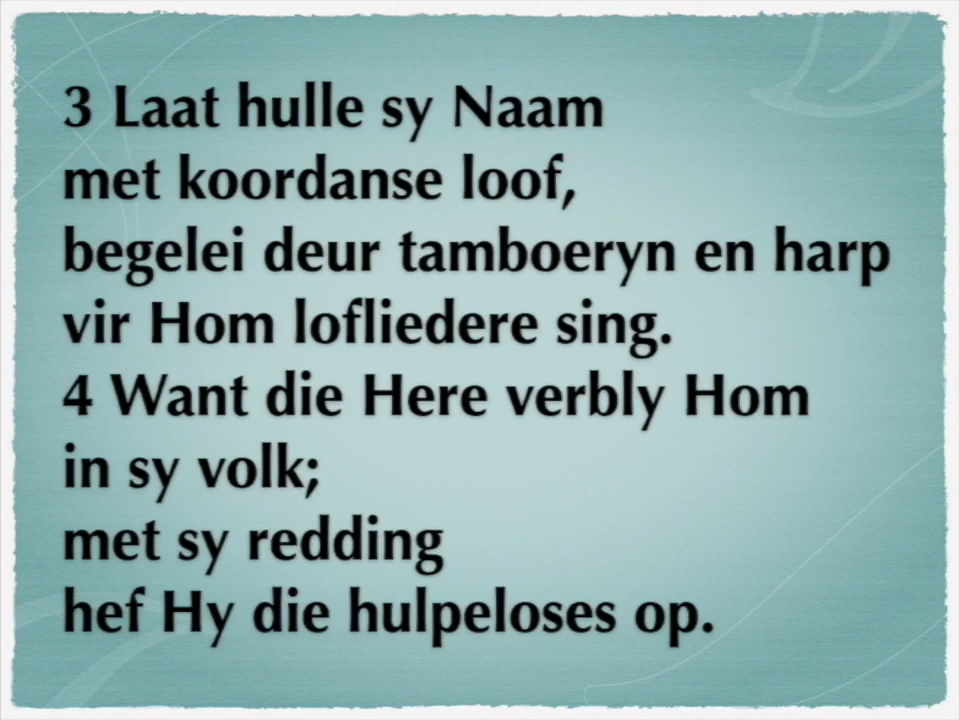 3 Laat hulle sy Naam
met koordanse loof,
begelei deur tamboeryn en harp
vir Hom lofliedere sing.
4 Want die Here verbly Hom
in sy volk;
met sy redding
hef Hy die hulpeloses op.